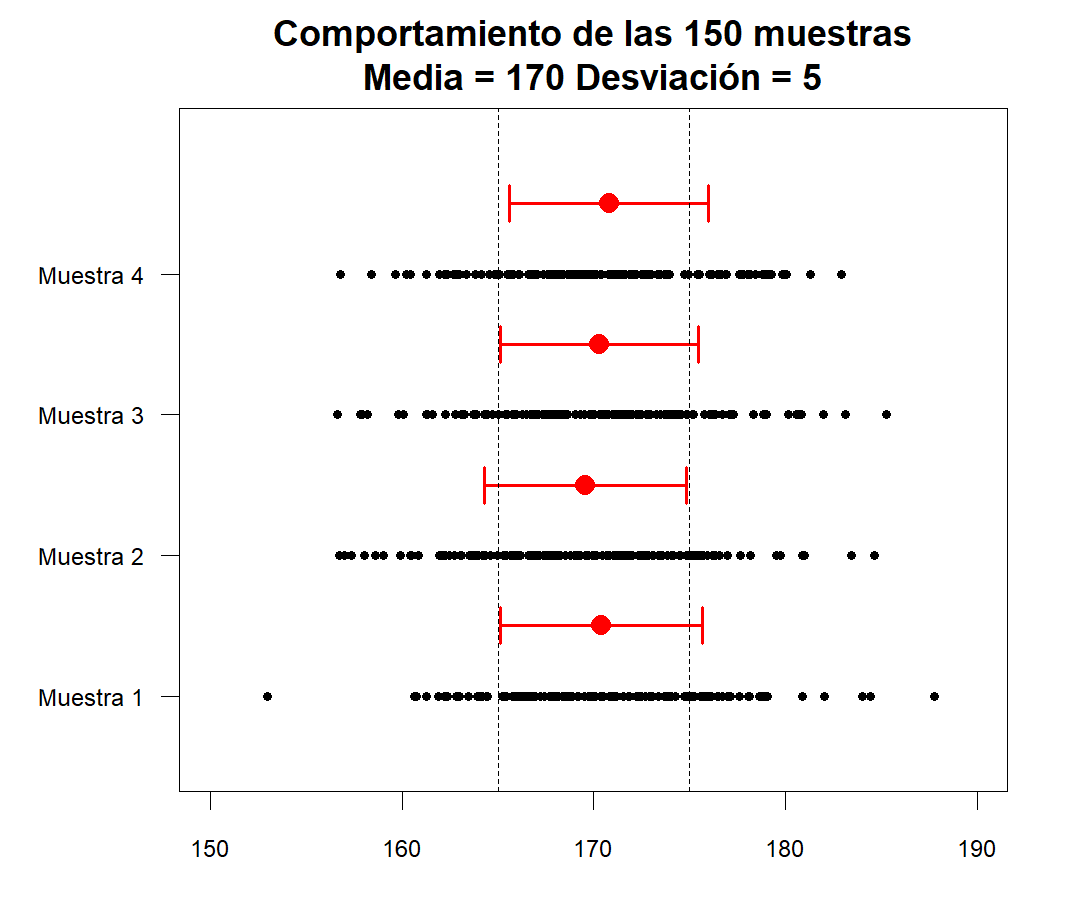 Comportamiento de las 150 muestras
Media = 170 Desviación = 5
Muestra 4
Muestra 3
Muestra 2
Muestra 1
150 160 170 180 190